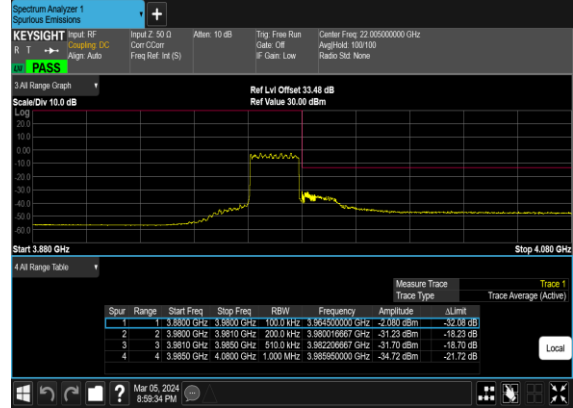 Spectrum Analyzer 1
Spurious Emissions
KEYSIGHT Input: RF Input Z: 50 Ω Atten: 10 dB Trig: Free Run Center Freq: 22.005000000 GHz
R T Coupling: DC Corr CCorr Gate: Off Avg|Hold: 100/100
Align: Auto Freq Ref: Int (S) IF Gain: Low Radio Std: None
PASS
3 All Range Graph
Ref Lvl Offset 33.48 dB
Scale/Div 10.0 dB Ref Value 30.00 dBm
Log
20.0
10.0
0.00
-10.0
-20.0
-30.0
-40.0
-50.0
-60.0
Start 3.880 GHz Stop 4.080 GHz
4 All Range Table
Measure Trace Trace 1
Trace Type Trace Average (Active)
Spur Range Start Freq Stop Freq RBW Frequency Amplitude ΔLimit
1 1 3.8800 GHz 3.9800 GHz 100.0 kHz 3.964500000 GHz -2.080 dBm -32.08 dB
2 2 3.9800 GHz 3.9810 GHz 200.0 kHz 3.980016667 GHz -31.23 dBm -18.23 dB
3 3 3.9810 GHz 3.9850 GHz 510.0 kHz 3.982206667 GHz -31.70 dBm -18.70 dB
4 4 3.9850 GHz 4.0800 GHz 1.000 MHz 3.985950000 GHz -34.72 dBm -21.72 dB
Local
? Mar 05, 2024
8:59:34 PM